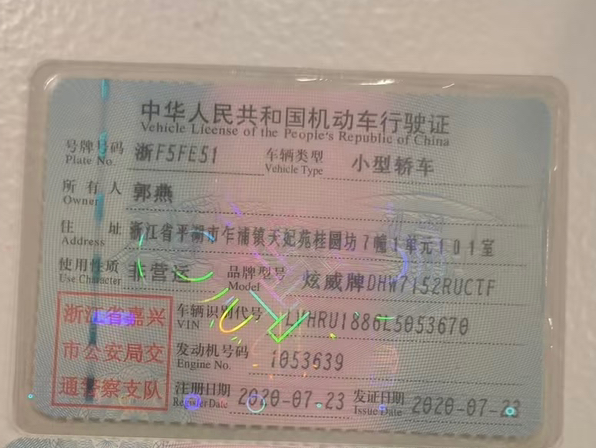 中华人民共和国机动车行驶证
Vehicle License of the People's Republic of China
号牌号码 浙F5FE51 车辆类型 小型轿车
Plate No. Vehicle Type
所有人 郭燕
Owner
住址 浙江省平湖市乍浦镇天妃苑桂圆坊7幢1单元101室
Address
使用性质 非营运 品牌型号 炫威牌DHW7152RUCTF
Use Character Model
浙江省嘉兴
市公安局交
通警察支队
车辆识别代号 LVHRU1886L5053670
VIN
发动机号码 1053639
Engine No.
注册日期 2020-07-23 发证日期 2020-07-23
Register Date Issue Date